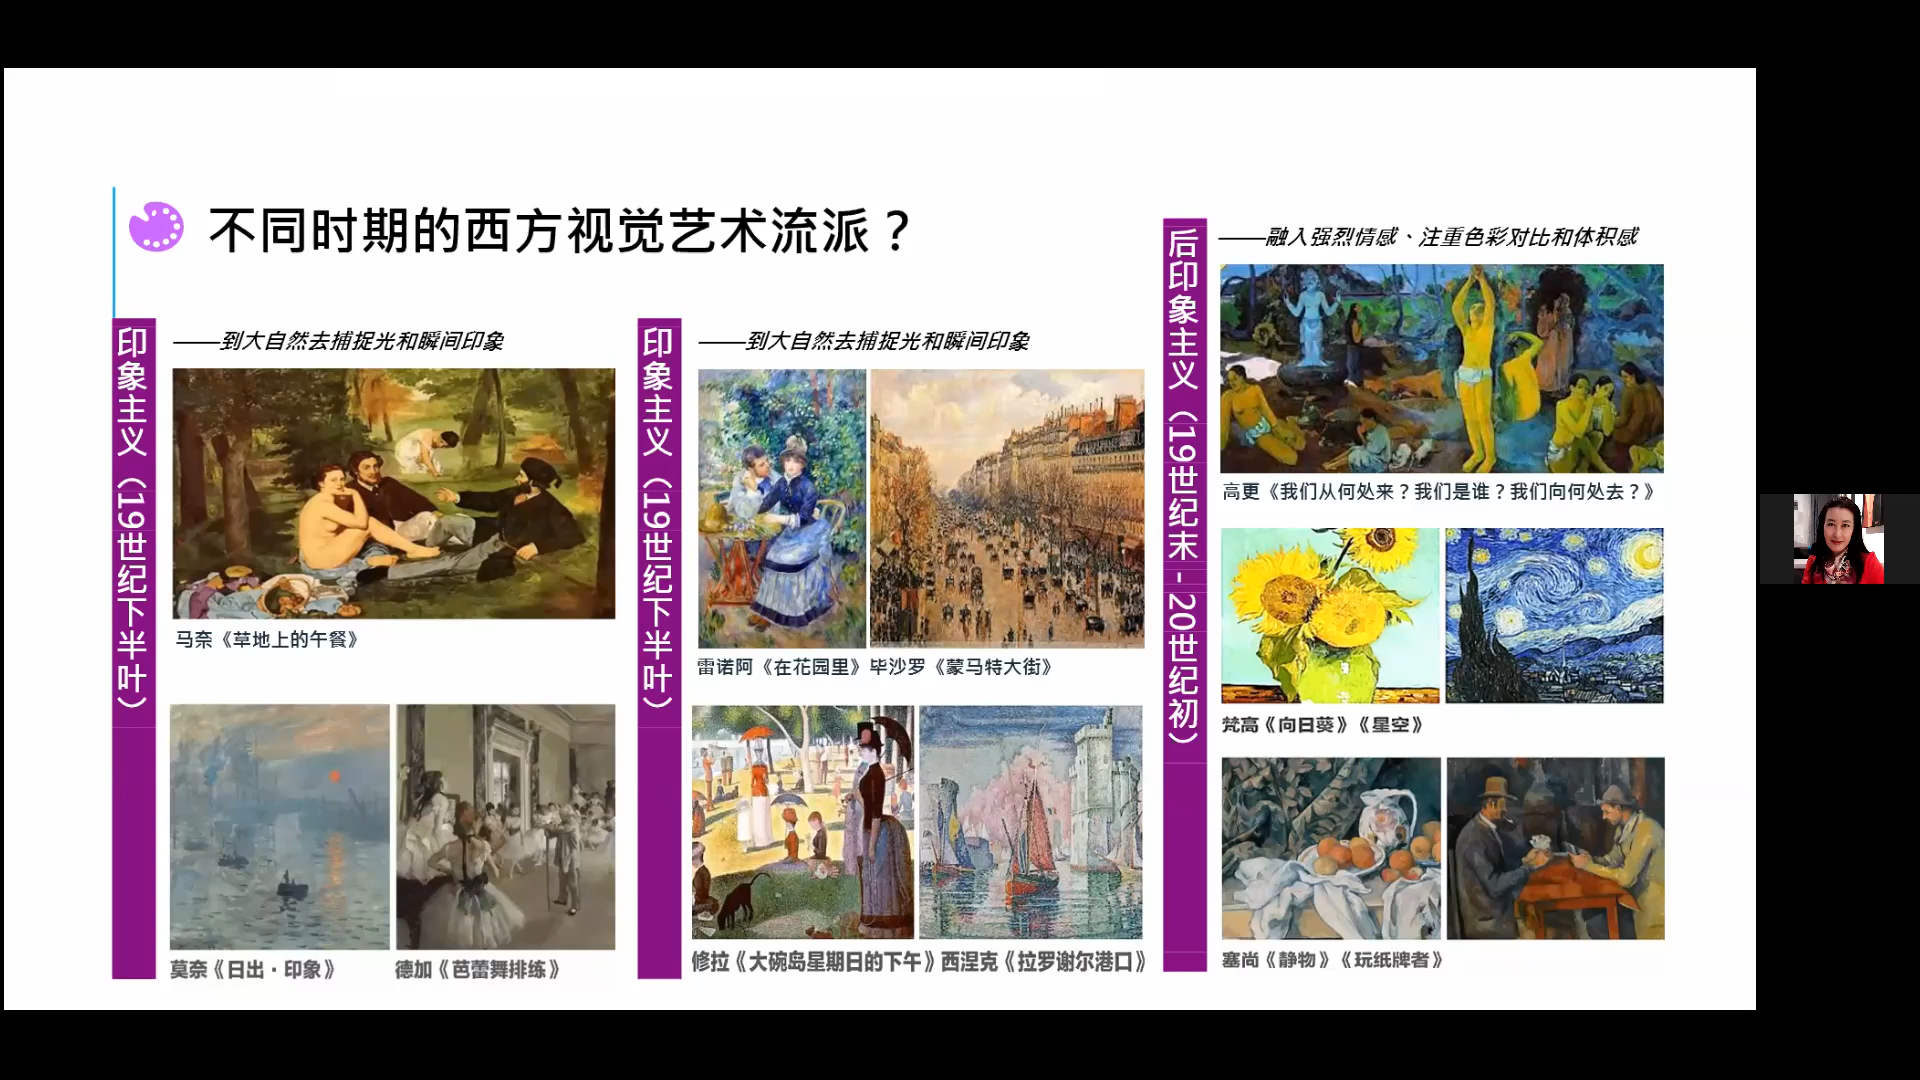 不同时期的西方视觉艺术流派？
印象主义（19世纪下半叶）
——到大自然去捕捉光和瞬间印象
马奈《草地上的午餐》
莫奈《日出·印象》
德加《芭蕾舞排练》
印象主义（19世纪下半叶）
——到大自然去捕捉光和瞬间印象
雷诺阿《在花园里》毕沙罗《蒙马特大街》
修拉《大碗岛星期日的下午》西涅克《拉罗谢尔港口》
后印象主义（19世纪末-20世纪初）
——融入强烈情感、注重色彩对比和体积感
高更《我们从何处来？我们是谁？我们向何处去？》
梵高《向日葵》《星空》
塞尚《静物》《玩纸牌者》